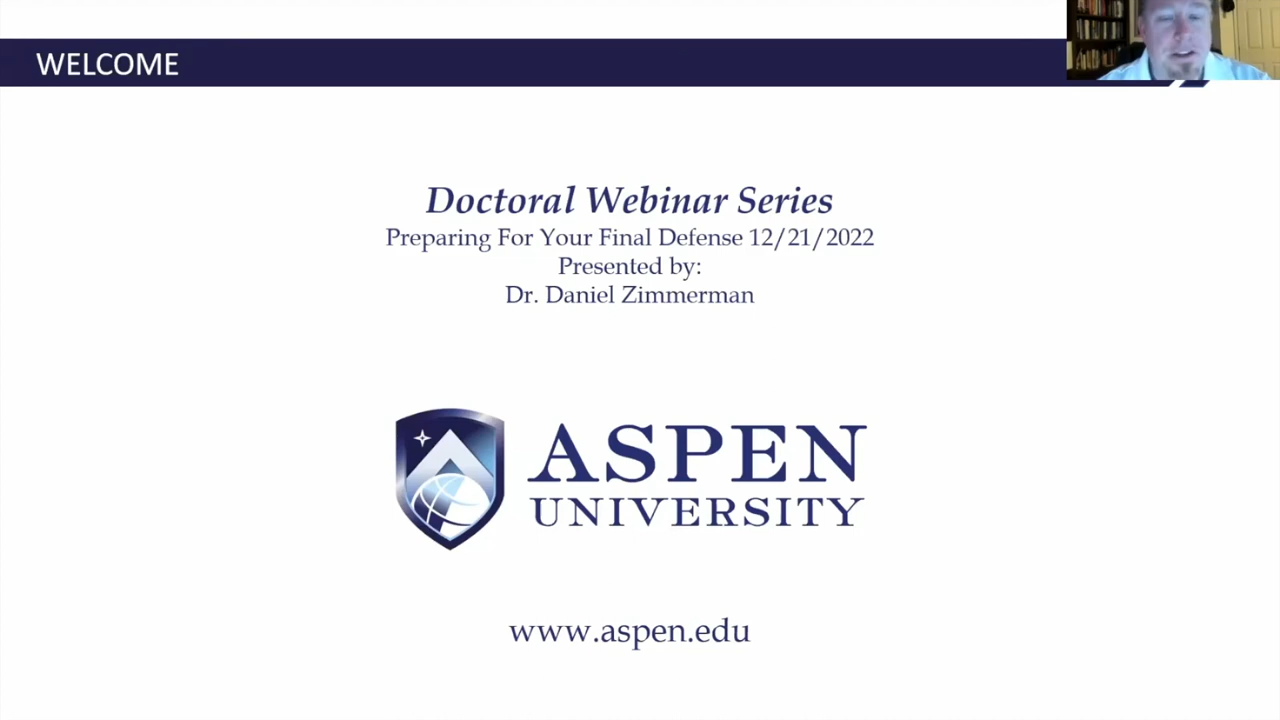 WELCOME
Doctoral Webinar Series
Preparing For Your Final Defense 12/21/2022
Presented by:
Dr. Daniel Zimmerman
ASPEN
UNIVERSITY
www.aspen.edu